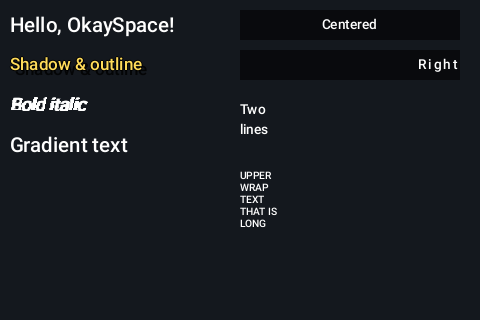 Hello, OkaySpace!
Shadow & outline
Bold italic
Gradient text
Centered
Right
Two
lines
UPPER
WRAP
TEXT
THAT IS
LONG